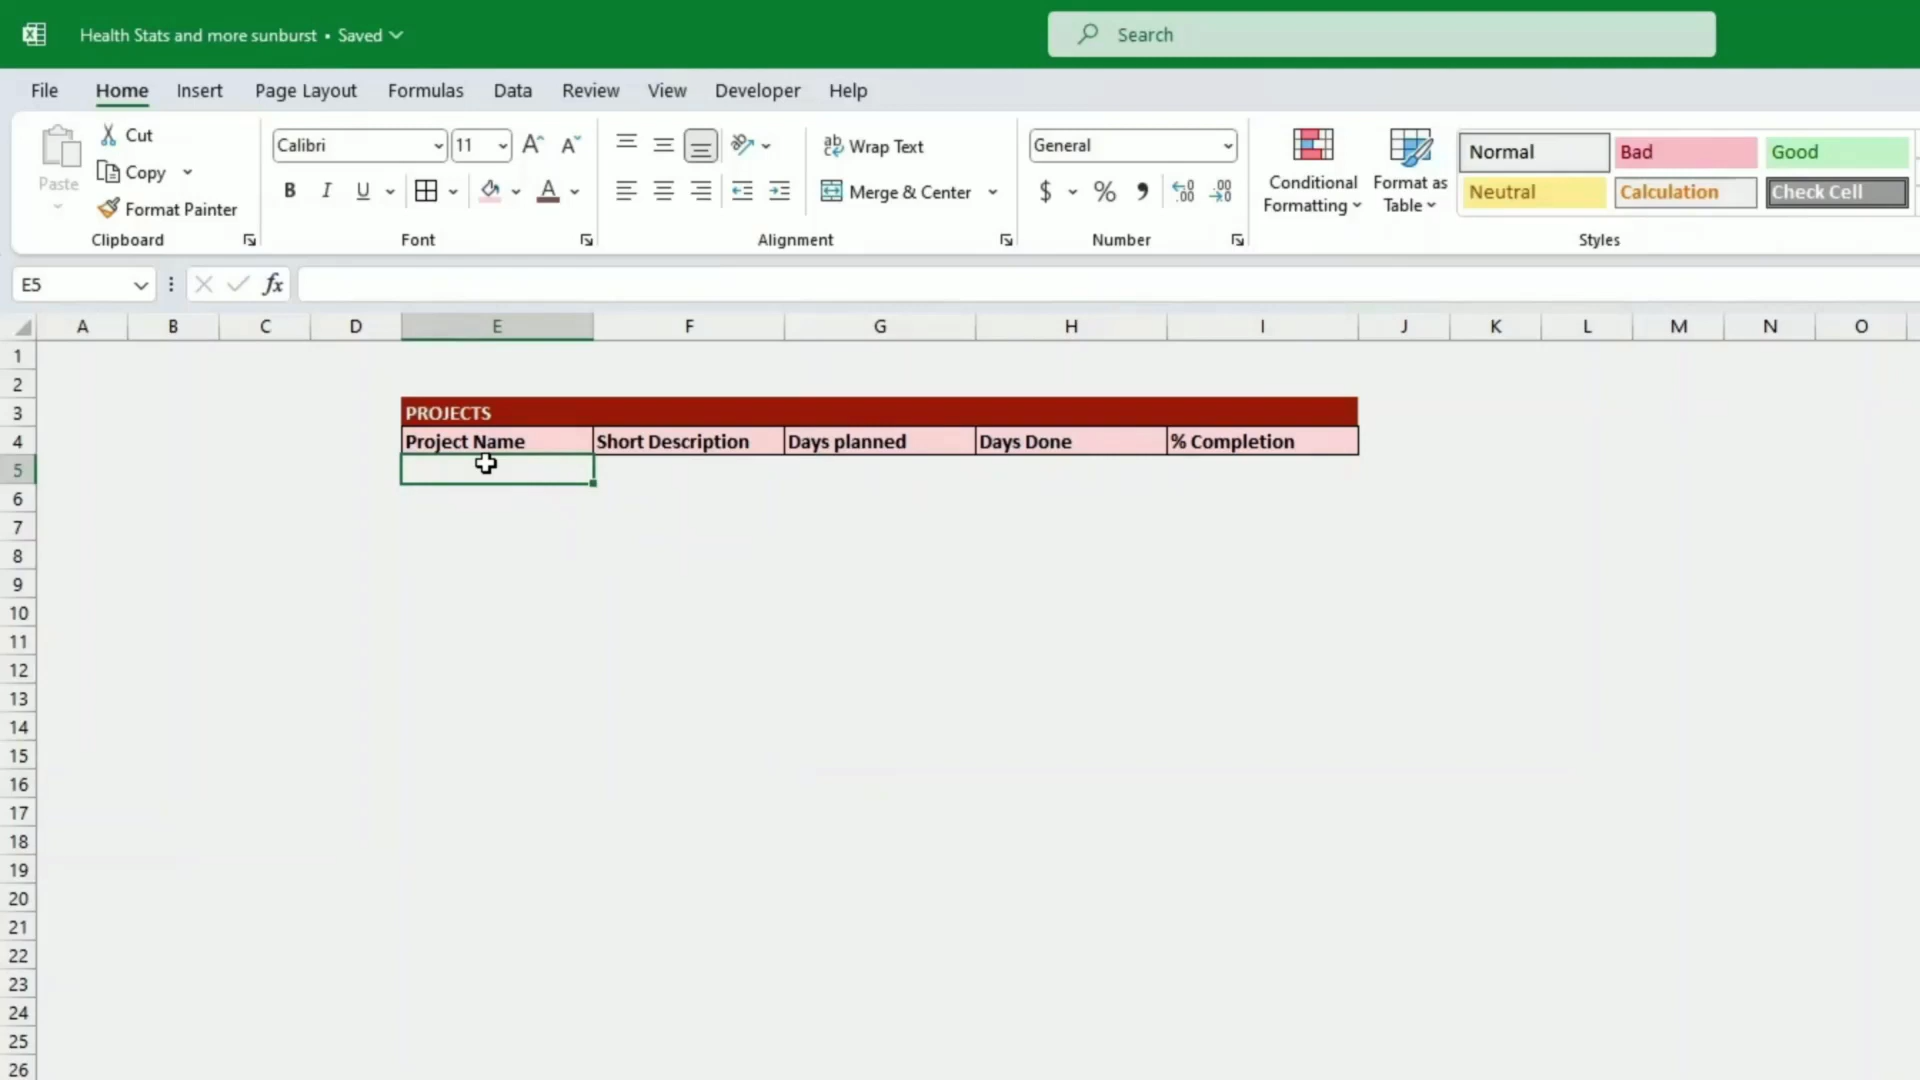 Health Stats and more sunburst • Saved
Search
File Home Insert Page Layout Formulas Data Review View Developer Help
Paste
Cut
Copy
Format Painter
Clipboard
Calibri 11
B I U A
Font
Wrap Text
Merge & Center
Alignment
General
$ % 9 .00
Number
Conditional Formatting
Format as Table
Normal Bad Good
Neutral Calculation Check Cell
Styles
E5 fx
A B C D E F G H I J K L M N O
1
2
3 PROJECTS
4 Project Name Short Description Days planned Days Done % Completion
5
6
7
8
9
10
11
12
13
14
15
16
17
18
19
20
21
22
23
24
25
26